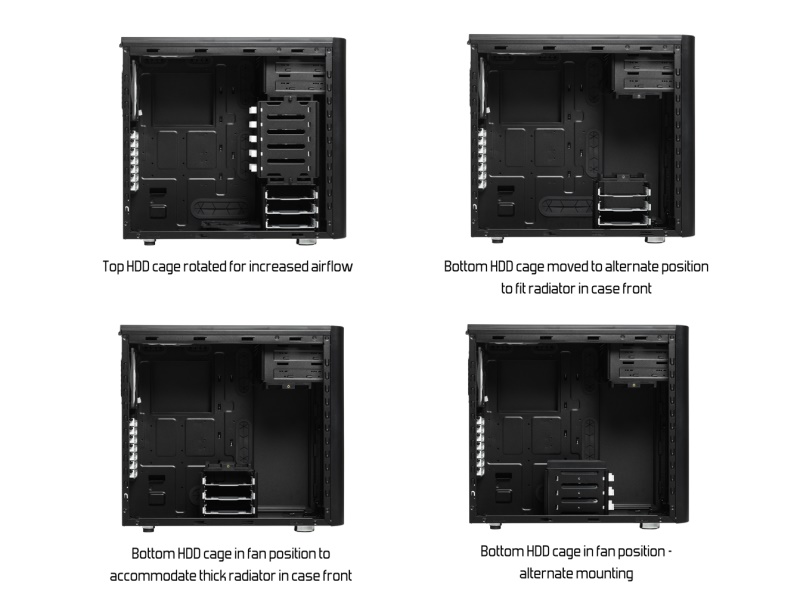 Top HDD cage rotated for increased airflow
Bottom HDD cage moved to alternate position
to fit radiator in case front
Bottom HDD cage in fan position to
accommodate thick radiator in case front
Bottom HDD cage in fan position -
alternate mounting